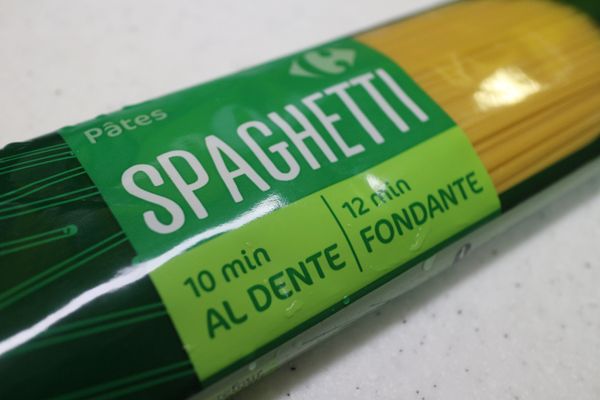 Pâtes
SPAGHETTI
10 min
AL DENTE
12 min
FONDANTE